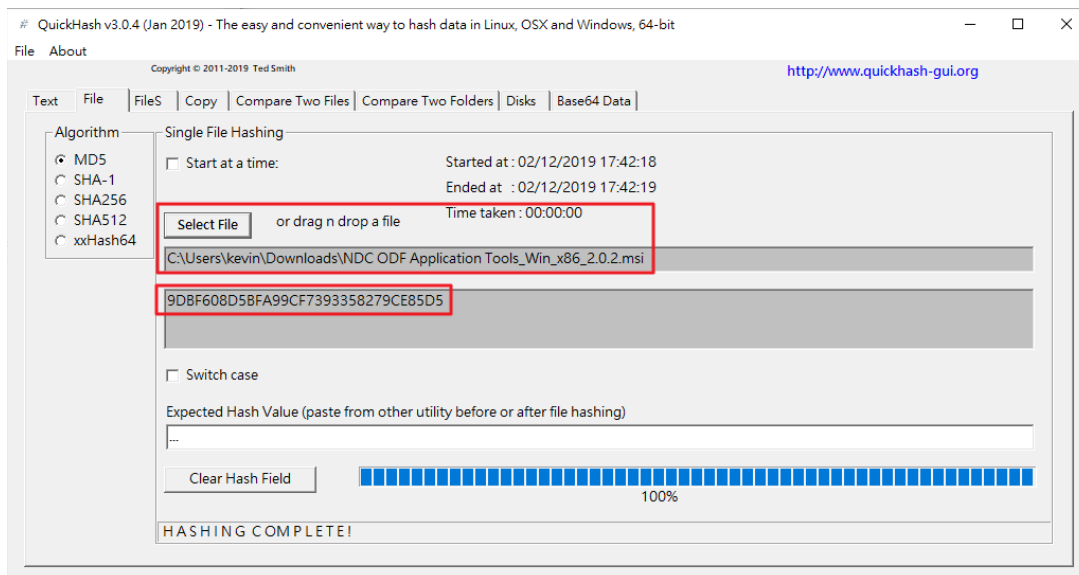 # QuickHash v3.0.4 (Jan 2019) - The easy and convenient way to hash data in Linux, OSX and Windows, 64-bit
File About
Copyright © 2011-2019 Ted Smith
http://www.quickhash-gui.org
Text File FileS Copy Compare Two Files Compare Two Folders Disks Base64 Data
Algorithm
MD5
SHA-1
SHA256
SHA512
xxHash64
Single File Hashing
Start at a time:
Started at : 02/12/2019 17:42:18
Ended at : 02/12/2019 17:42:19
Time taken : 00:00:00
Select File or drag n drop a file
C:\Users\kevin\Downloads\NDC ODF Application Tools_Win_x86_2.0.2.msi
9DBF608D5BFA99CF7393358279CE85D5
Switch case
Expected Hash Value (paste from other utility before or after file hashing)
...
Clear Hash Field
100%
HASHING COMPLETE!